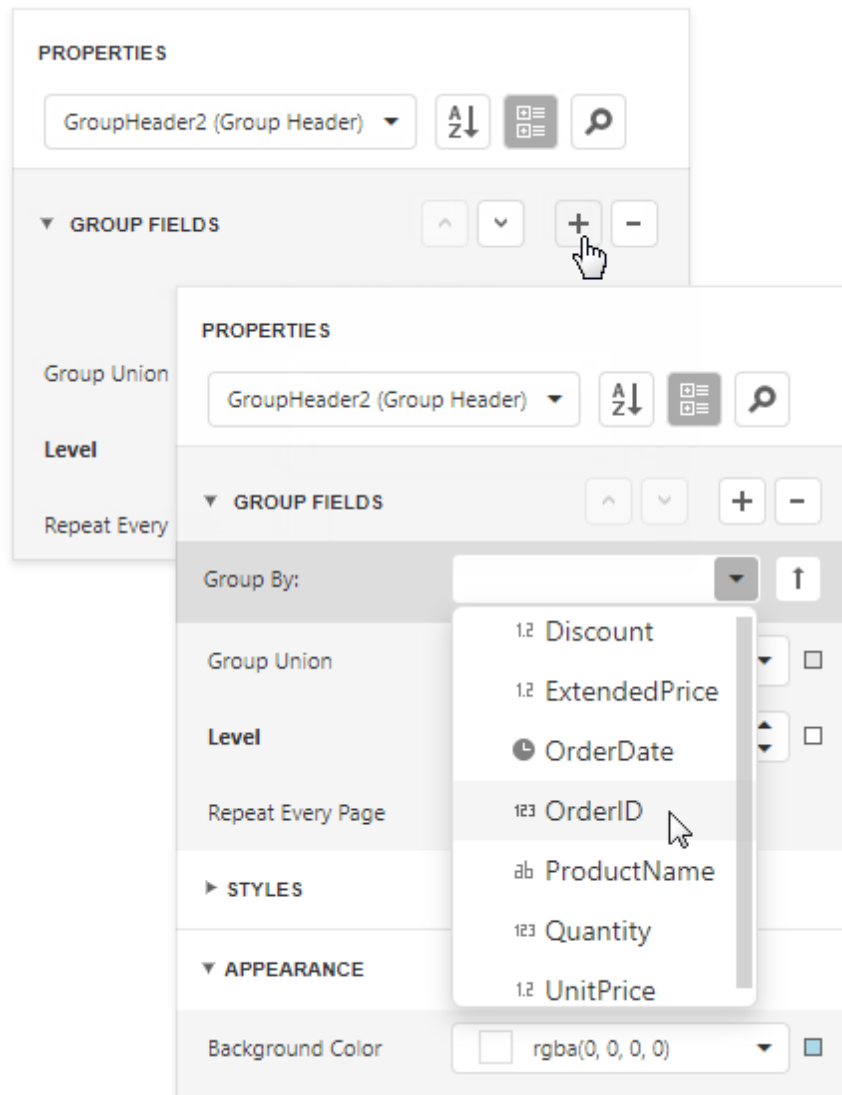 PROPERTIES
GroupHeader2 (Group Header)
AZ
GROUP FIELDS
Group Union
Level
Repeat Every
PROPERTIES
GroupHeader2 (Group Header)
AZ
GROUP FIELDS
Group By:
1.2 Discount
Group Union
1.2 ExtendedPrice
Level
OrderDate
123 OrderID
Repeat Every Page
ab ProductName
STYLES
123 Quantity
APPEARANCE
1.2 UnitPrice
Background Color rgba(0, 0, 0, 0)